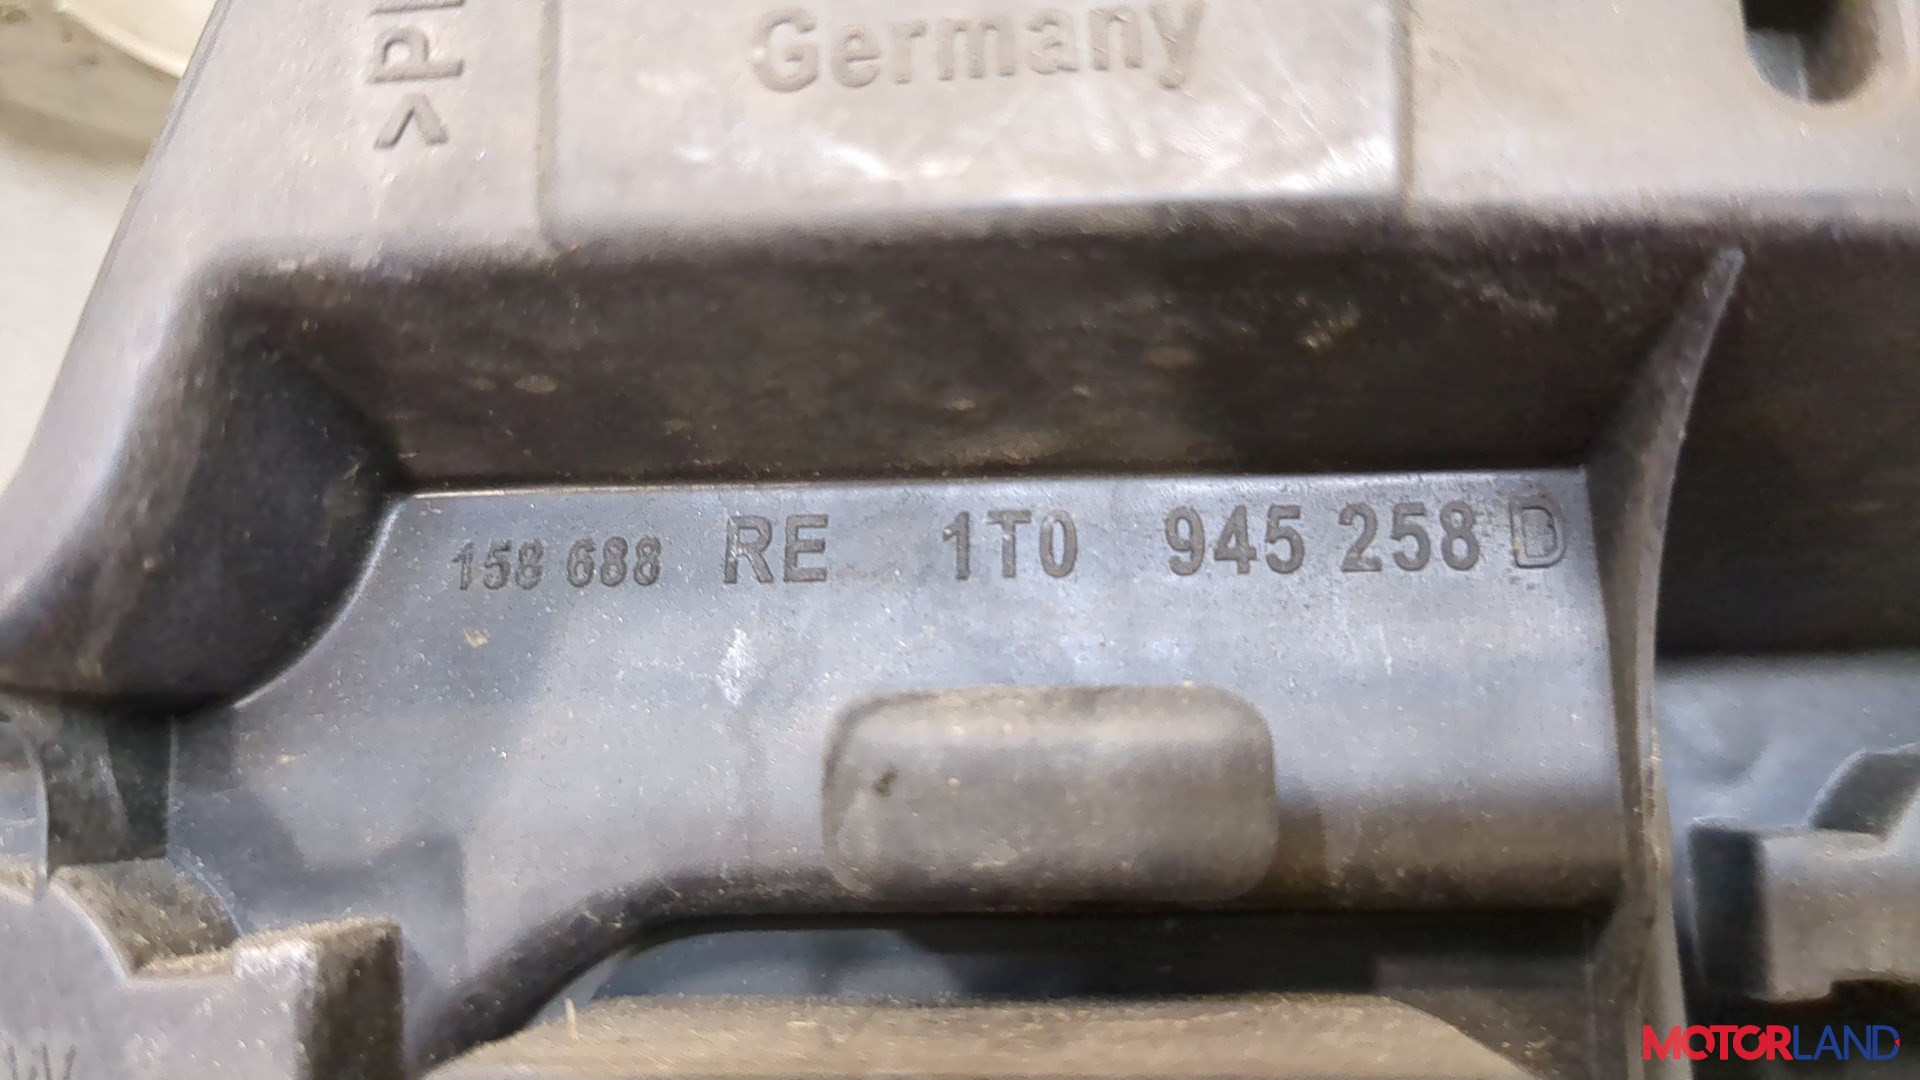 Germany
158 688 RE 1T0 945 258 D
MOTORLAND